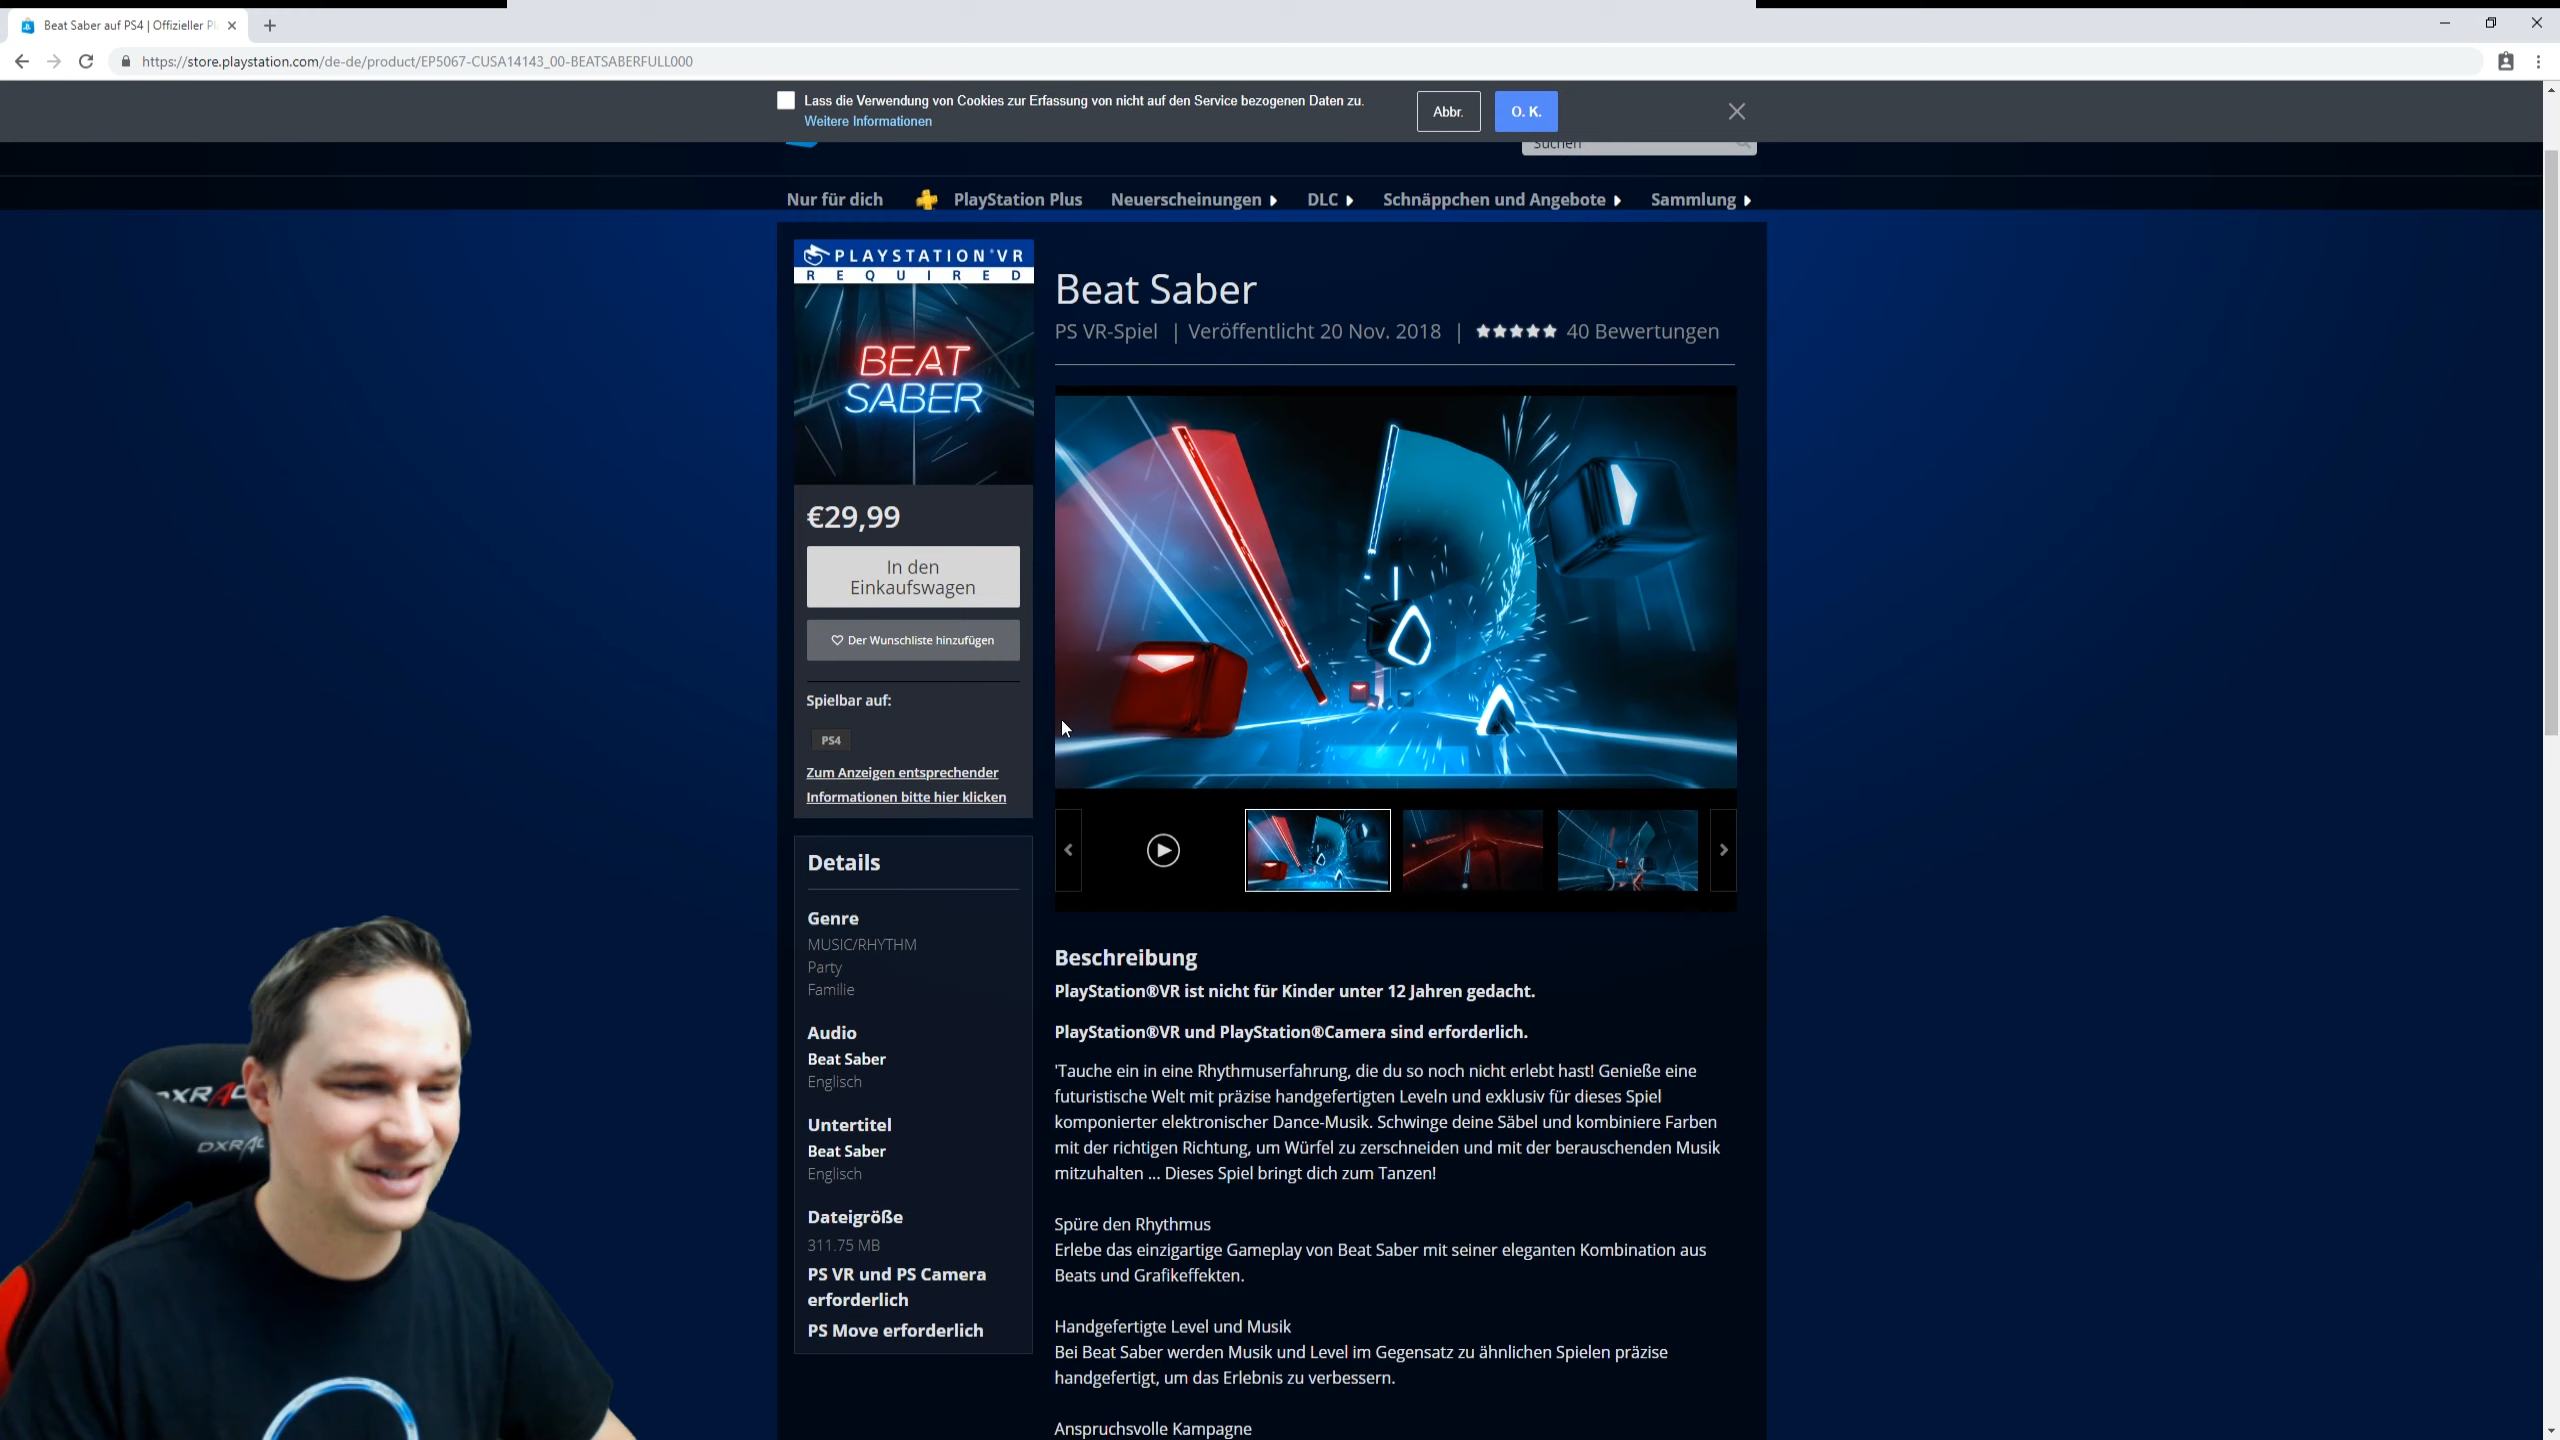 Beat Saber auf PS4 | Offizieller Pl
https://store.playstation.com/de-de/product/EP5067-CUSA14143_00-BEATSABERFULL000
Lass die Verwendung von Cookies zur Erfassung von nicht auf den Service bezogenen Daten zu.
Weitere Informationen
Abbr.
O. K.
Suchen
Nur für dich
PlayStation Plus
Neuerscheinungen
DLC
Schnäppchen und Angebote
Sammlung
PLAYSTATION®VR
REQUIRED
BEAT
SABER
€29,99
In den
Einkaufswagen
Der Wunschliste hinzufügen
Spielbar auf:
PS4
Zum Anzeigen entsprechender
Informationen bitte hier klicken
Details
Genre
MUSIC/RHYTHM
Party
Familie
Audio
Beat Saber
Englisch
Untertitel
Beat Saber
Englisch
Dateigröße
311.75 MB
PS VR und PS Camera
erforderlich
PS Move erforderlich
Beat Saber
PS VR-Spiel | Veröffentlicht 20 Nov. 2018 | ★★★★★ 40 Bewertungen
Beschreibung
PlayStation®VR ist nicht für Kinder unter 12 Jahren gedacht.
PlayStation®VR und PlayStation®Camera sind erforderlich.
'Tauche ein in eine Rhythmuserfahrung, die du so noch nicht erlebt hast! Genieße eine
futuristische Welt mit präzise handgefertigten Leveln und exklusiv für dieses Spiel
komponierter elektronischer Dance-Musik. Schwinge deine Säbel und kombiniere Farben
mit der richtigen Richtung, um Würfel zu zerschneiden und mit der berauschenden Musik
mitzuhalten ... Dieses Spiel bringt dich zum Tanzen!
Spüre den Rhythmus
Erlebe das einzigartige Gameplay von Beat Saber mit seiner eleganten Kombination aus
Beats und Grafikeffekten.
Handgefertigte Level und Musik
Bei Beat Saber werden Musik und Level im Gegensatz zu ähnlichen Spielen präzise
handgefertigt, um das Erlebnis zu verbessern.
Anspruchsvolle Kampagne